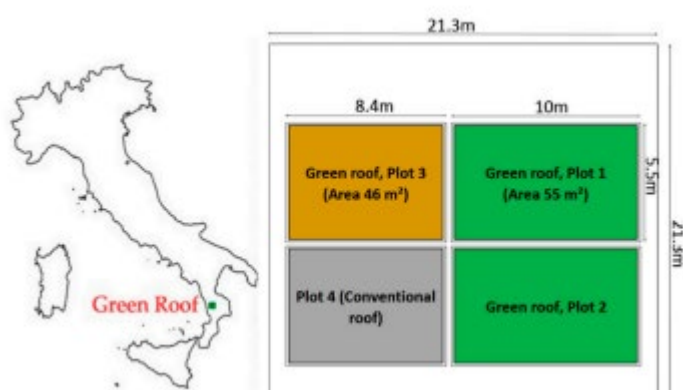 21.3m
8.4m
10m
Green roof, Plot 3
(Area 46 m²)
Green roof, Plot 1
(Area 55 m²)
5.5m
21.3m
Green Roof
Plot 4 (Conventional
roof)
Green roof, Plot 2